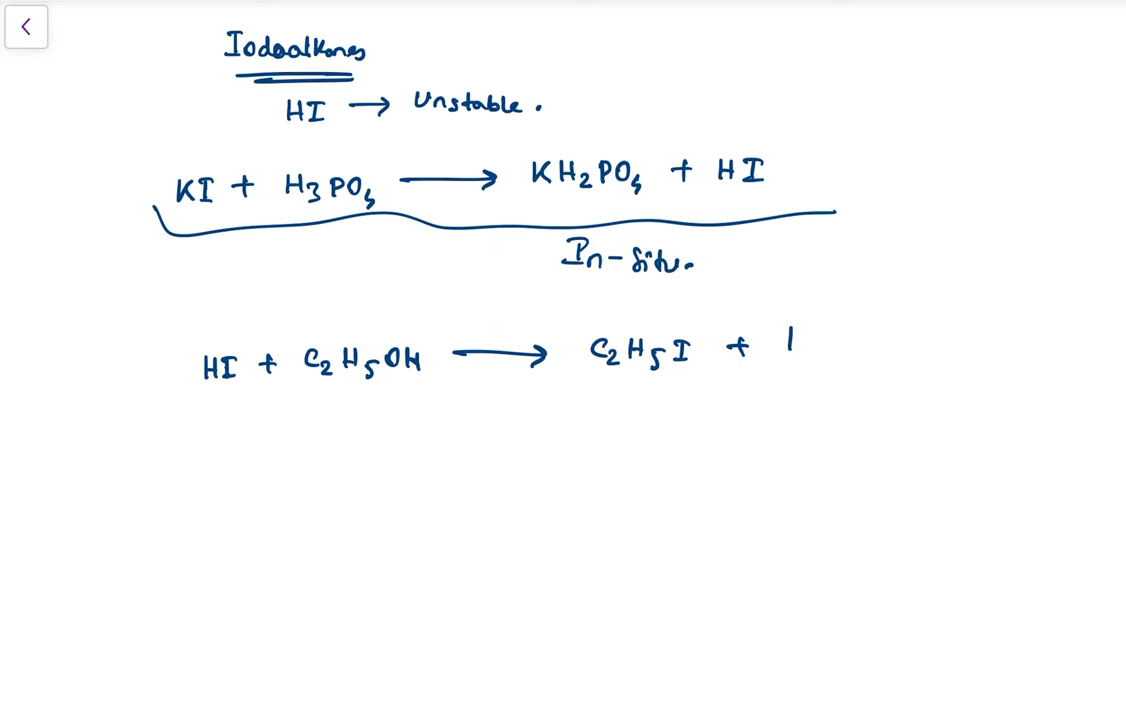 Iodoalkanes
HI → Unstable.
KI + H₃PO₄ → KH₂PO₄ + HI
In-Situ.
HI + C₂H₅OH → C₂H₅I + |